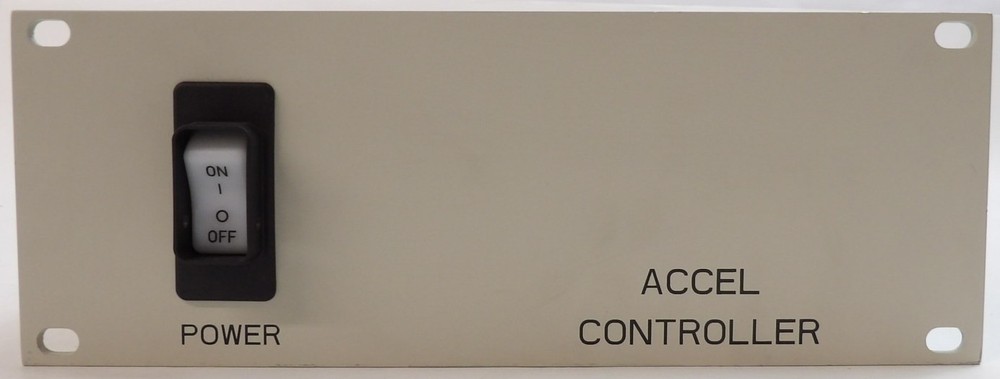 ON
I
O
OFF
POWER
ACCEL
CONTROLLER